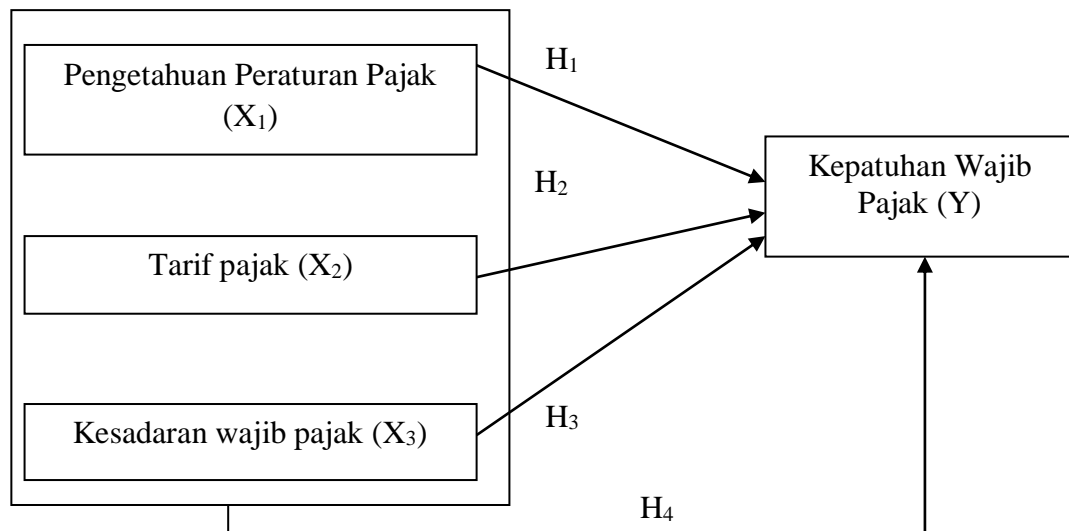 Pengetahuan Peraturan Pajak
(X₁)
H₁
Kepatuhan Wajib
Pajak (Y)
H₂
Tarif pajak (X₂)
Kesadaran wajib pajak (X₃)
H₃
H₄